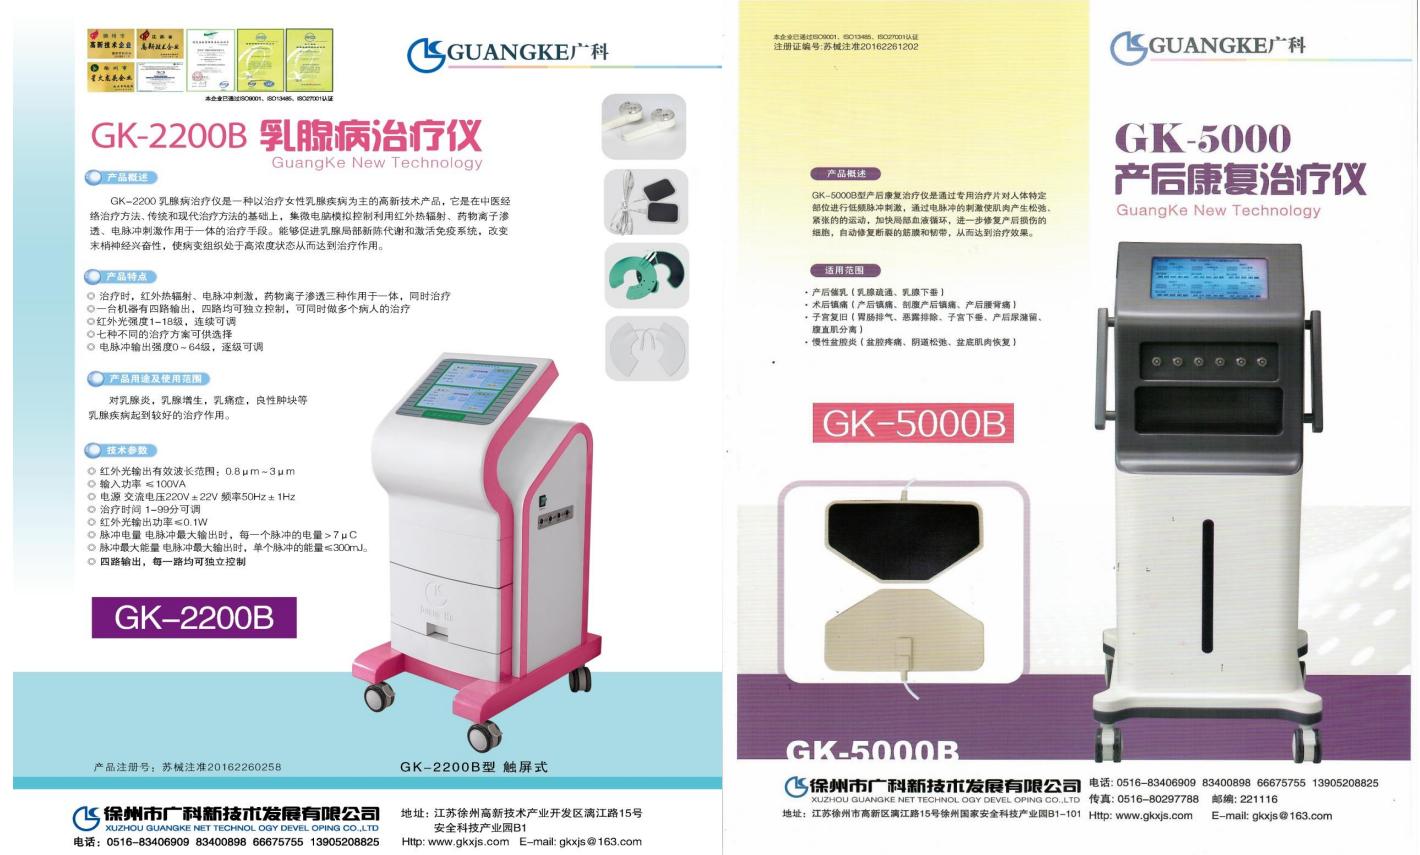 徐州市
高新技术企业
江苏省
高新技术企业
徐州市
重大龙头企业
本企业已通过ISO9001、ISO13485、ISO27001认证
GUANGKE广科
GK-2200B 乳腺病治疗仪
GuangKe New Technology
产品概述
GK-2200 乳腺病治疗仪是一种以治疗女性乳腺疾病为主的高新技术产品，它是在中医经
络治疗方法、传统和现代治疗方法的基础上，集微电脑模拟控制利用红外热辐射、药物离子渗
透、电脉冲刺激作用于一体的治疗手段。能够促进乳腺局部新陈代谢和激活免疫系统，改变
末梢神经兴奋性，使病变组织处于高浓度状态从而达到治疗作用。
产品特点
◎ 治疗时，红外热辐射、电脉冲刺激，药物离子渗透三种作用于一体，同时治疗
◎一台机器有四路输出，四路均可独立控制，可同时做多个病人的治疗
◎红外光强度1-18级，连续可调
◎七种不同的治疗方案可供选择
◎ 电脉冲输出强度0～64级，逐级可调
产品用途及使用范围
对乳腺炎，乳腺增生，乳痛症，良性肿块等
乳腺疾病起到较好的治疗作用。
技术参数
◎ 红外光输出有效波长范围：0.8μm～3μm
◎ 输入功率 ≤100VA
◎ 电源 交流电压220V±22V 频率50Hz±1Hz
◎ 治疗时间 1-99分可调
◎ 红外光输出功率≤0.1W
◎ 脉冲电量 电脉冲最大输出时，每一个脉冲的电量>7μC
◎ 脉冲最大能量 电脉冲最大输出时，单个脉冲的能量≤300mJ。
◎ 四路输出，每一路均可独立控制
GK-2200B
产品注册号：苏械注准20162260258
GK-2200B型 触屏式
徐州市广科新技术发展有限公司
XUZHOU GUANGKE NET TECHNOL OGY DEVEL OPING CO.,LTD
电话：0516-83406909 83400898 66675755 13905208825
地址：江苏徐州高新技术产业开发区漓江路15号
安全科技产业园B1
Http: www.gkxjs.com E-mail: gkxjs@163.com
本企业已通过ISO9001、ISO13485、ISO27001认证
注册证编号:苏械注准20162261202
GUANGKE广科
GK-5000
产后康复治疗仪
GuangKe New Technology
产品概述
GK-5000B型产后康复治疗仪是通过专用治疗片对人体特定
部位进行低频脉冲刺激，通过电脉冲的刺激使肌肉产生松弛、
紧张的的运动，加快局部血液循环，进一步修复产后损伤的
细胞，自动修复断裂的筋膜和韧带，从而达到治疗效果。
适用范围
·产后催乳（乳腺疏通、乳腺下垂）
·术后镇痛（产后镇痛、剖腹产后镇痛、产后腰背痛）
·子宫复旧（胃肠排气、恶露排除、子宫下垂、产后尿潴留、
腹直肌分离）
·慢性盆腔炎（盆腔疼痛、阴道松弛、盆底肌肉恢复）
GK-5000B
GK-5000B
徐州市广科新技术发展有限公司
XUZHOU GUANGKE NET TECHNOLOGY DEVELOPING CO.,LTD
地址：江苏徐州市高新区漓江路15号徐州国家安全科技产业园B1-101
电话: 0516-83406909 83400898 66675755 13905208825
传真: 0516-80297788 邮编: 221116
Http: www.gkxjs.com E-mail: gkxjs@163.com